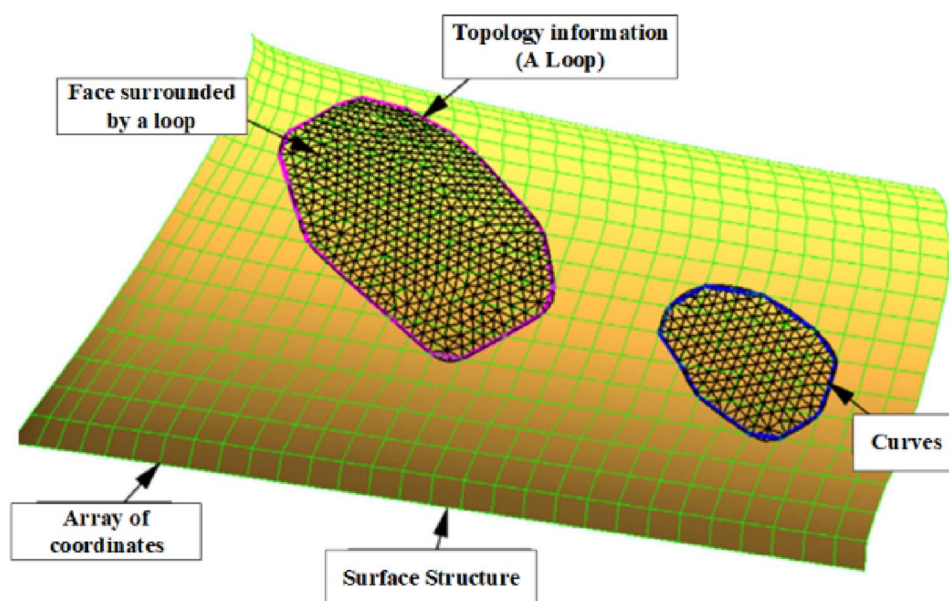 Topology information
(A Loop)
Face surrounded
by a loop
Curves
Array of
coordinates
Surface Structure